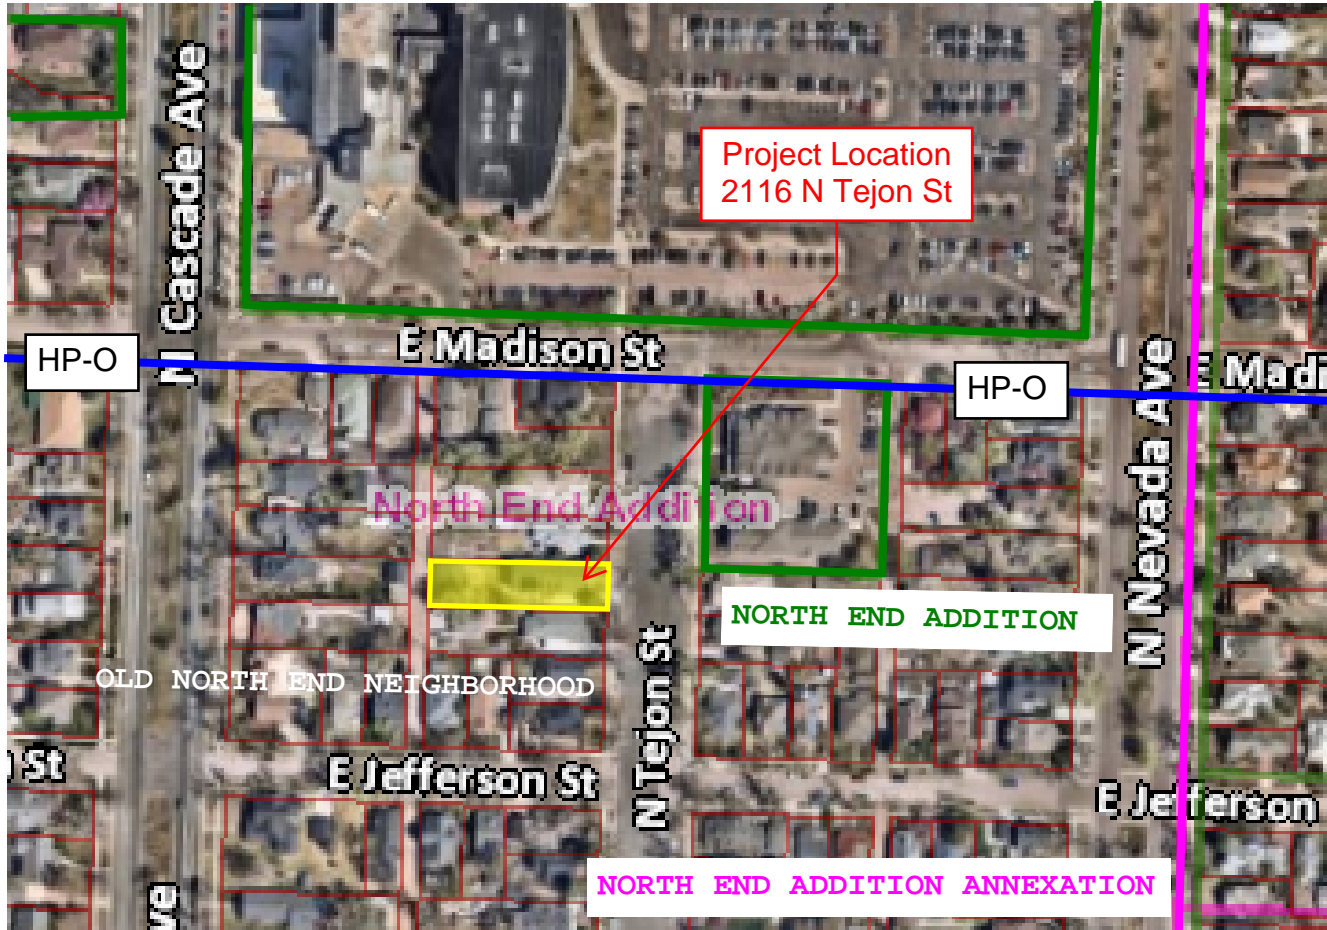 N Cascade Ave
Project Location
2116 N Tejon St
E Madison St
HP-O
HP-O
E Madi
N Nevada Ave
North End Addition
NORTH END ADDITION
OLD NORTH END NEIGHBORHOOD
N Tejon St
St
E Jefferson St
E Jefferson
NORTH END ADDITION ANNEXATION
ve